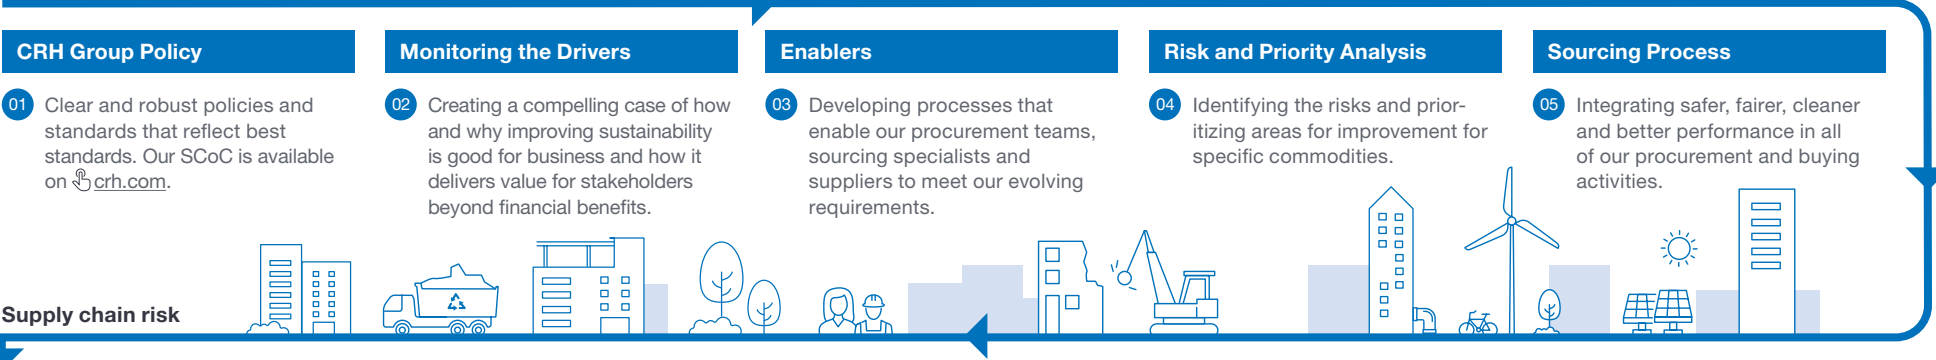 CRH Group Policy
01 Clear and robust policies and
standards that reflect best
standards. Our SCoC is available
on crh.com.
Monitoring the Drivers
02 Creating a compelling case of how
and why improving sustainability
is good for business and how it
delivers value for stakeholders
beyond financial benefits.
Enablers
03 Developing processes that
enable our procurement teams,
sourcing specialists and
suppliers to meet our evolving
requirements.
Risk and Priority Analysis
04 Identifying the risks and prior-
itizing areas for improvement for
specific commodities.
Sourcing Process
05 Integrating safer, fairer, cleaner
and better performance in all
of our procurement and buying
activities.
Supply chain risk